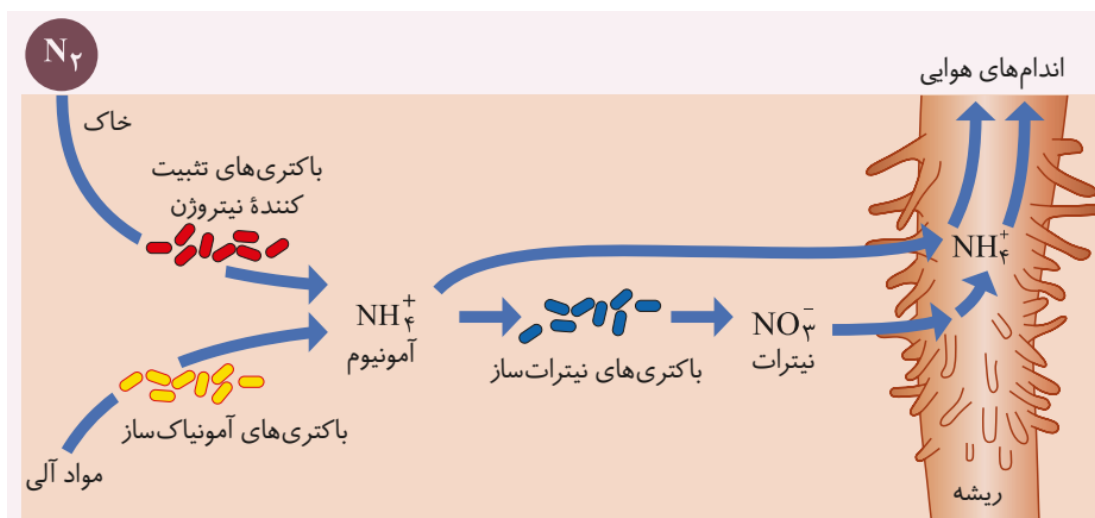 N۲
اندام‌های هوایی
خاک
باکتری‌های تثبیت
کنندهٔ نیتروژن
NH۴+
NH۴+
آمونیوم
NO۳−
نیترات
باکتری‌های نیترات‌ساز
باکتری‌های آمونیاک‌ساز
مواد آلی
ریشه